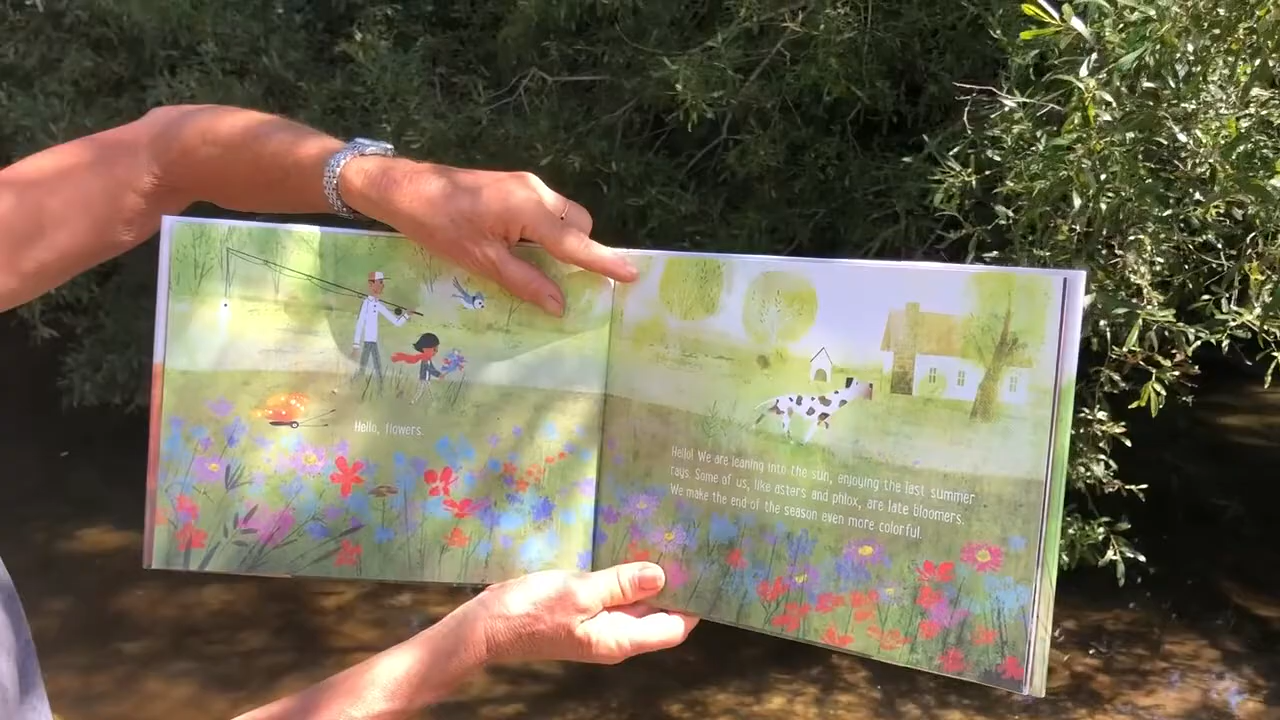 Hello, flowers.
Hello! We are leaning into the sun, enjoying the last summer
rays. Some of us, like asters and phlox, are late bloomers.
We make the end of the season even more colorful.